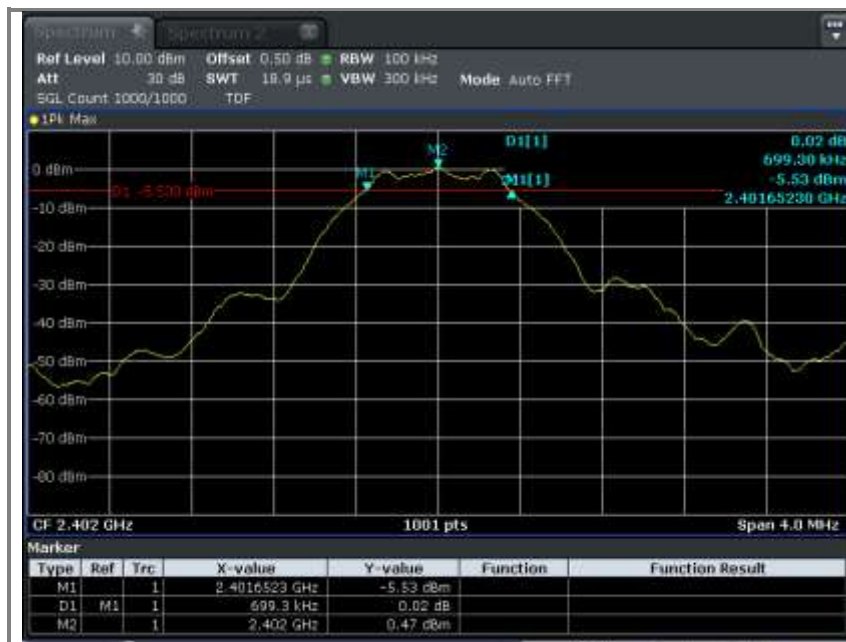 Spectrum Spectrum 2
Ref Level 10.00 dBm Offset 0.50 dB RBW 100 kHz
Att 30 dB SWT 18.9 µs VBW 300 kHz Mode Auto FFT
SGL Count 1000/1000 TDF
1Pk Max
D1[1] 0.02 dB
699.30 kHz
M1[1] -5.53 dBm
2.40165230 GHz
M2
M1
0 dBm
D1 -5.530 dBm
-10 dBm
-20 dBm
-30 dBm
-40 dBm
-50 dBm
-60 dBm
-70 dBm
-80 dBm
CF 2.402 GHz 1001 pts Span 4.0 MHz
Marker
Type Ref Trc X-value Y-value Function Function Result
M1 1 2.4016523 GHz -5.53 dBm
D1 M1 1 699.3 kHz 0.02 dB
M2 1 2.402 GHz 0.47 dBm